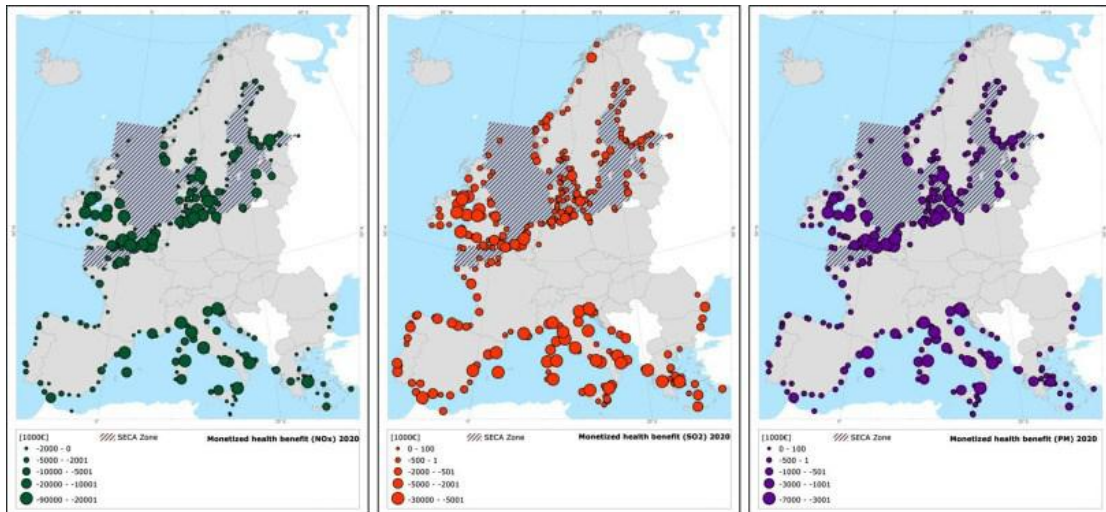 [1000€] SECA Zone Monetized health benefit (NOx) 2020
-2000 - 0
-5000 - -2001
-10000 - -5001
-20000 - -10001
-90000 - -20001
[1000€] SECA Zone Monetized health benefit (SO2) 2020
0 - 100
-500 - 1
-2000 - -501
-5000 - -2001
-30000 - -5001
[1000€] SECA Zone Monetized health benefit (PM) 2020
0 - 100
-500 - 1
-1000 - -501
-3000 - -1001
-7000 - -3001